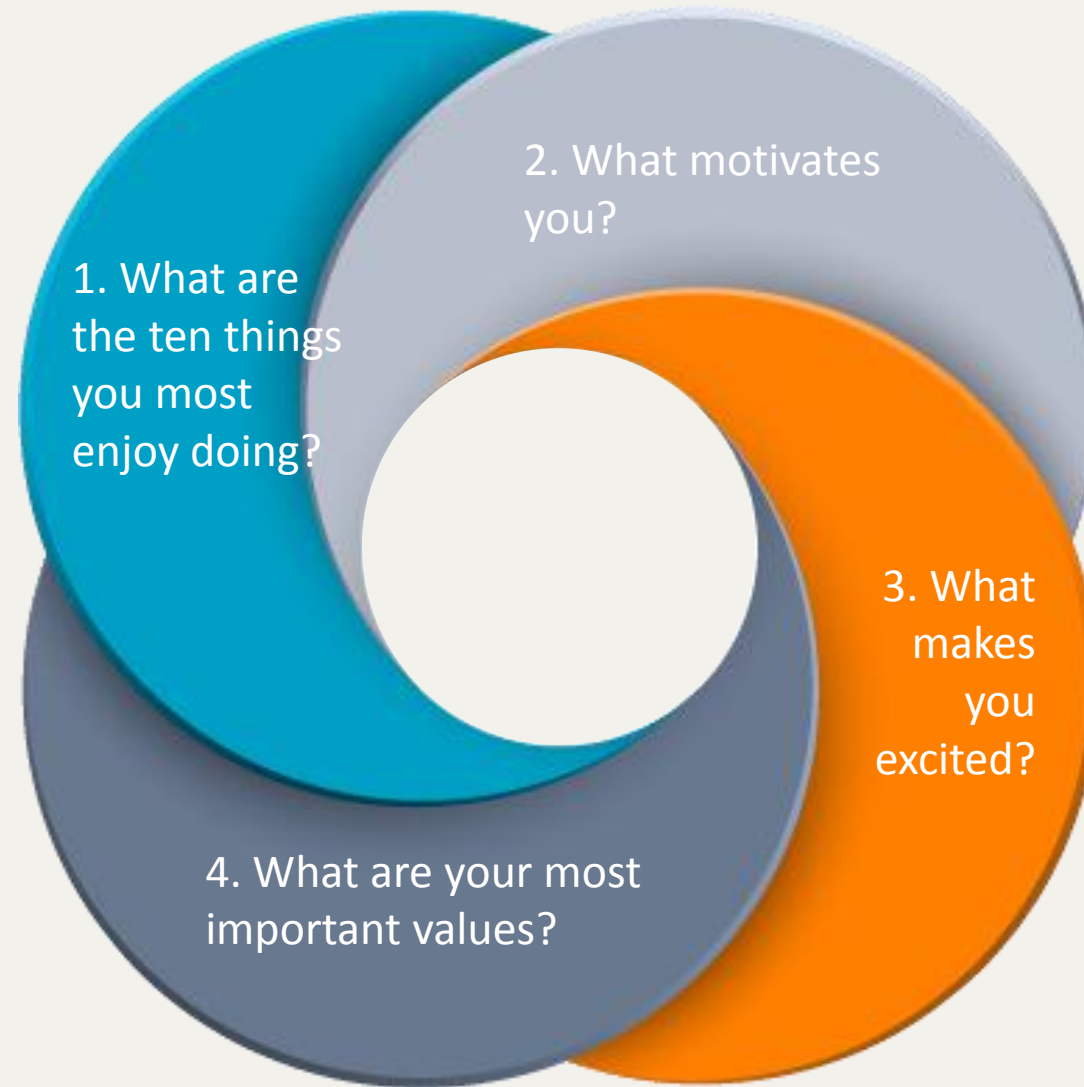 1. What are
the ten things
you most
enjoy doing?
2. What motivates
you?
3. What
makes
you
excited?
4. What are your most
important values?